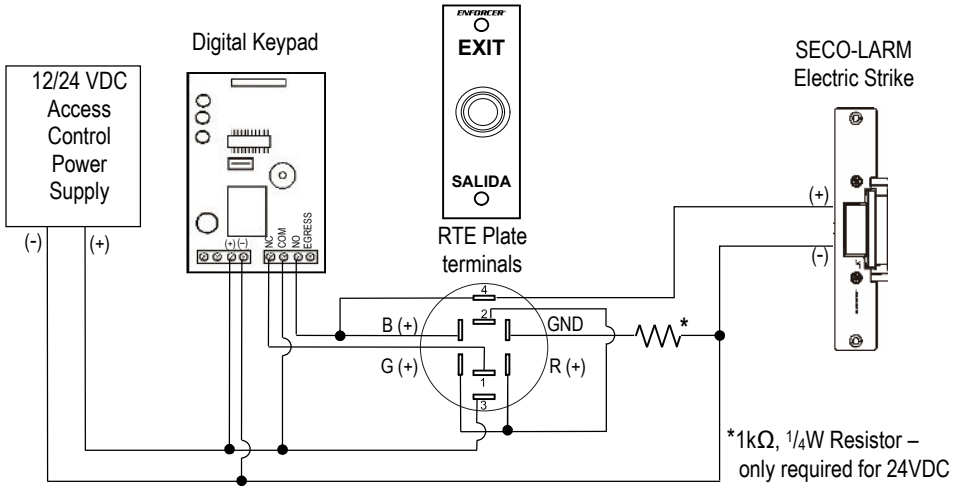 12/24 VDC
Access
Control
Power
Supply
(-)
(+)
Digital Keypad
(+)
(−)
NC
COM
NO
EGRESS
ENFORCER
EXIT
SALIDA
RTE Plate
terminals
4
2
B (+)
GND
G (+)
R (+)
1
3
*
SECO-LARM
Electric Strike
(+)
(-)
*1kΩ, 1/4W Resistor –
only required for 24VDC